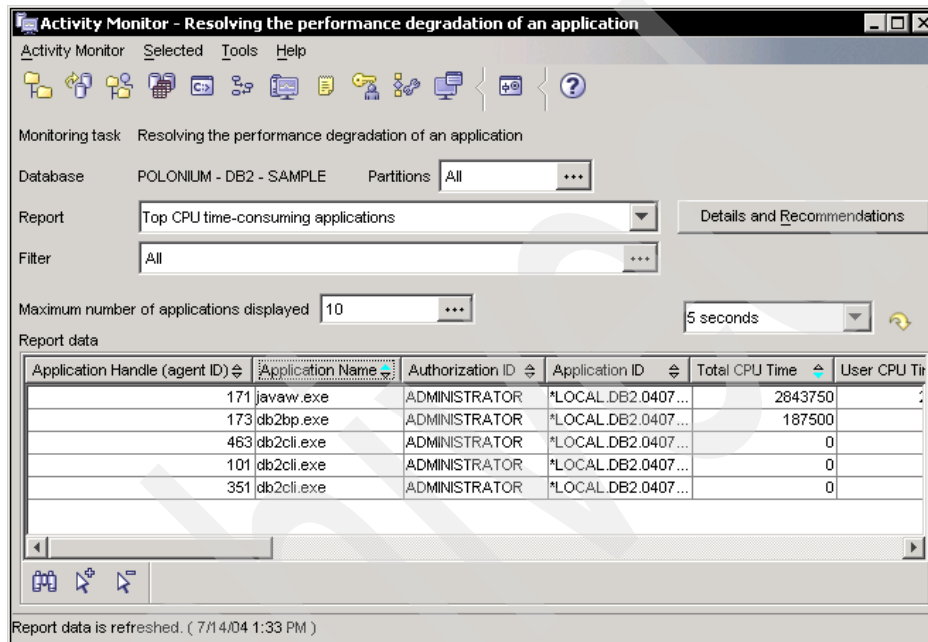 Activity Monitor - Resolving the performance degradation of an application
Activity Monitor Selected Tools Help
Monitoring task Resolving the performance degradation of an application
Database POLONIUM - DB2 - SAMPLE Partitions All ...
Report Top CPU time-consuming applications Details and Recommendations
Filter All ...
Maximum number of applications displayed 10 ... 5 seconds
Report data
Application Handle (agent ID) Application Name Authorization ID Application ID Total CPU Time User CPU
171 javaw.exe ADMINISTRATOR *LOCAL.DB2.0407... 2843750
173 db2bp.exe ADMINISTRATOR *LOCAL.DB2.0407... 187500
463 db2cli.exe ADMINISTRATOR *LOCAL.DB2.0407... 0
101 db2cli.exe ADMINISTRATOR *LOCAL.DB2.0407... 0
351 db2cli.exe ADMINISTRATOR *LOCAL.DB2.0407... 0
Report data is refreshed. ( 7/14/04 1:33 PM )